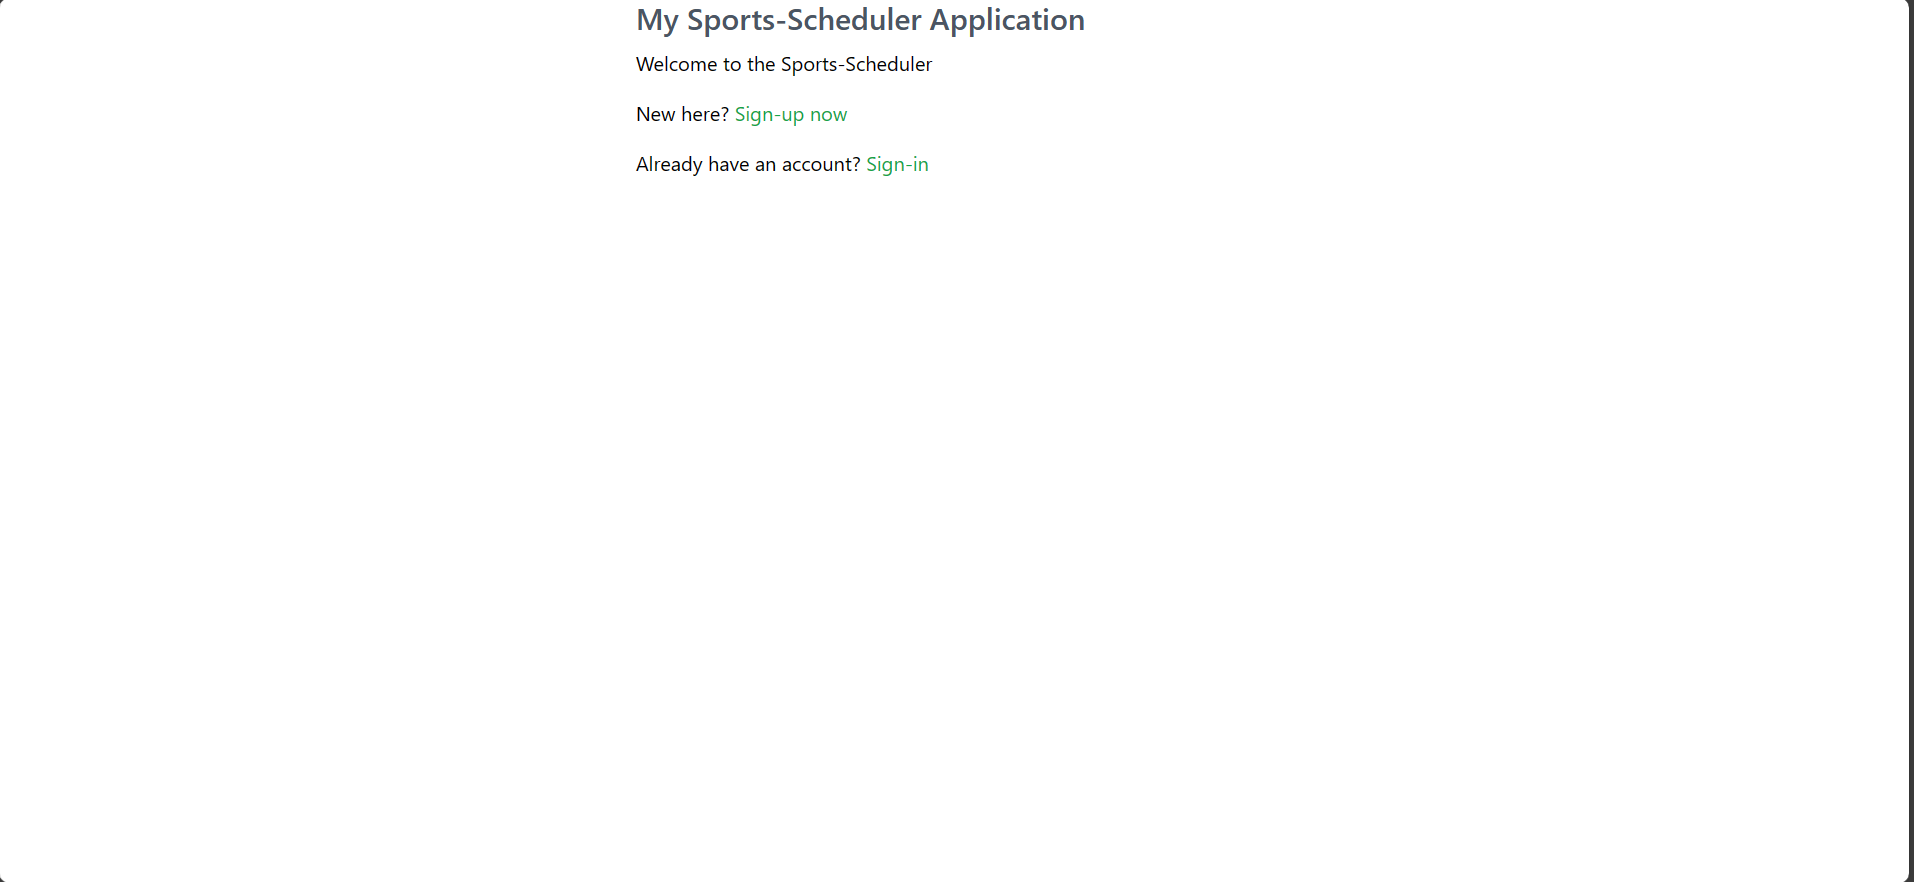 My Sports-Scheduler Application
Welcome to the Sports-Scheduler
New here? Sign-up now
Already have an account? Sign-in